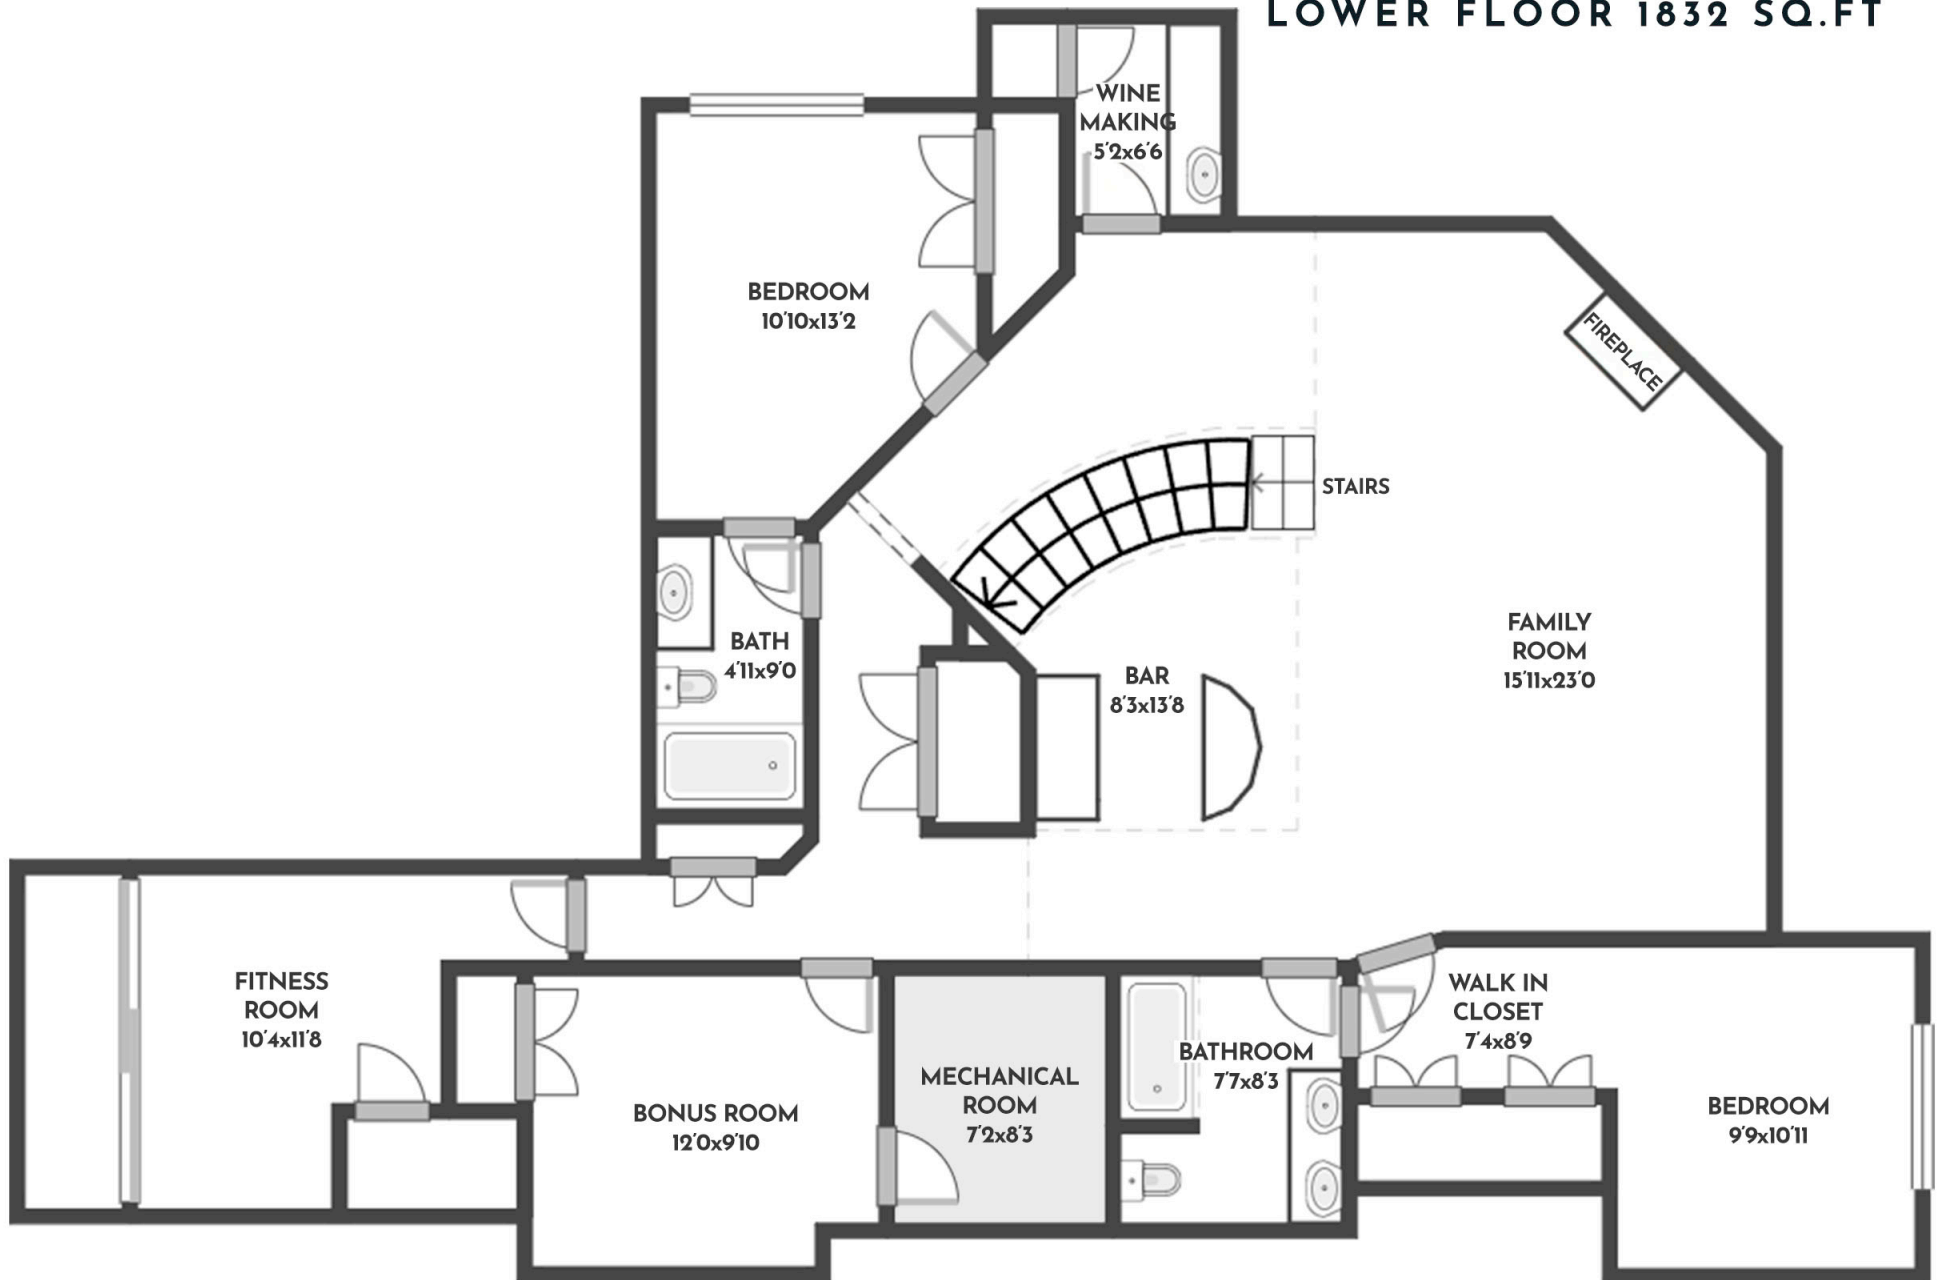 LOWER FLOOR 1832 SQ.FT
WINE
MAKING
5'2x6'6
BEDROOM
10'10x13'2
FIREPLACE
STAIRS
BATH
4'11x9'0
BAR
8'3x13'8
FAMILY
ROOM
15'11x23'0
FITNESS
ROOM
10'4x11'8
BONUS ROOM
12'0x9'10
MECHANICAL
ROOM
7'2x8'3
BATHROOM
7'7x8'3
WALK IN
CLOSET
7'4x8'9
BEDROOM
9'9x10'11